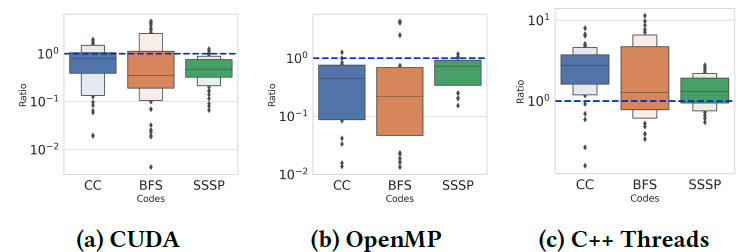 10⁰
10⁻¹
10⁻²
Ratio
CC BFS SSSP
Codes
(a) CUDA
10⁰
10⁻¹
10⁻²
Ratio
CC BFS SSSP
Codes
(b) OpenMP
10¹
10⁰
Ratio
CC BFS SSSP
Codes
(c) C++ Threads